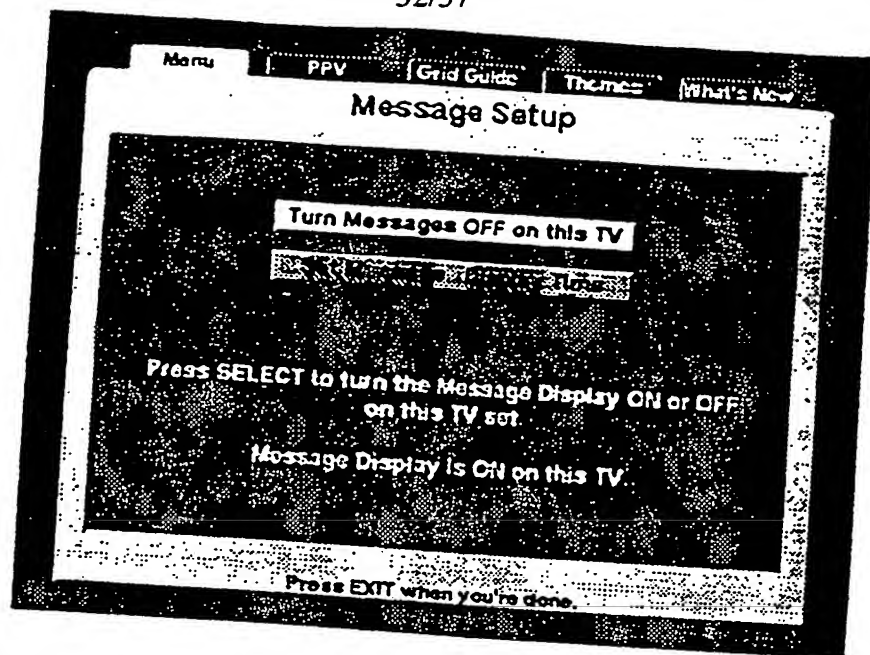 Menu PPV Grid Guide Themes What's New
Message Setup
Turn Messages OFF on this TV
Time
Press SELECT to turn the Message Display ON or OFF
on this TV set.
Message Display is ON on this TV.
Press EXIT when you're done.